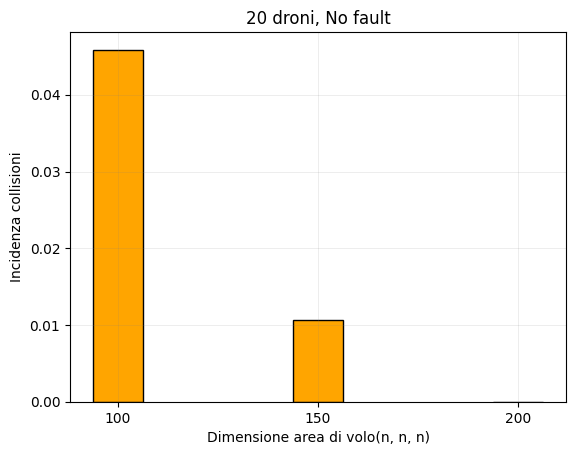 20 droni, No fault
Incidenza collisioni
0.04
0.03
0.02
0.01
0.00
100
150
200
Dimensione area di volo(n, n, n)